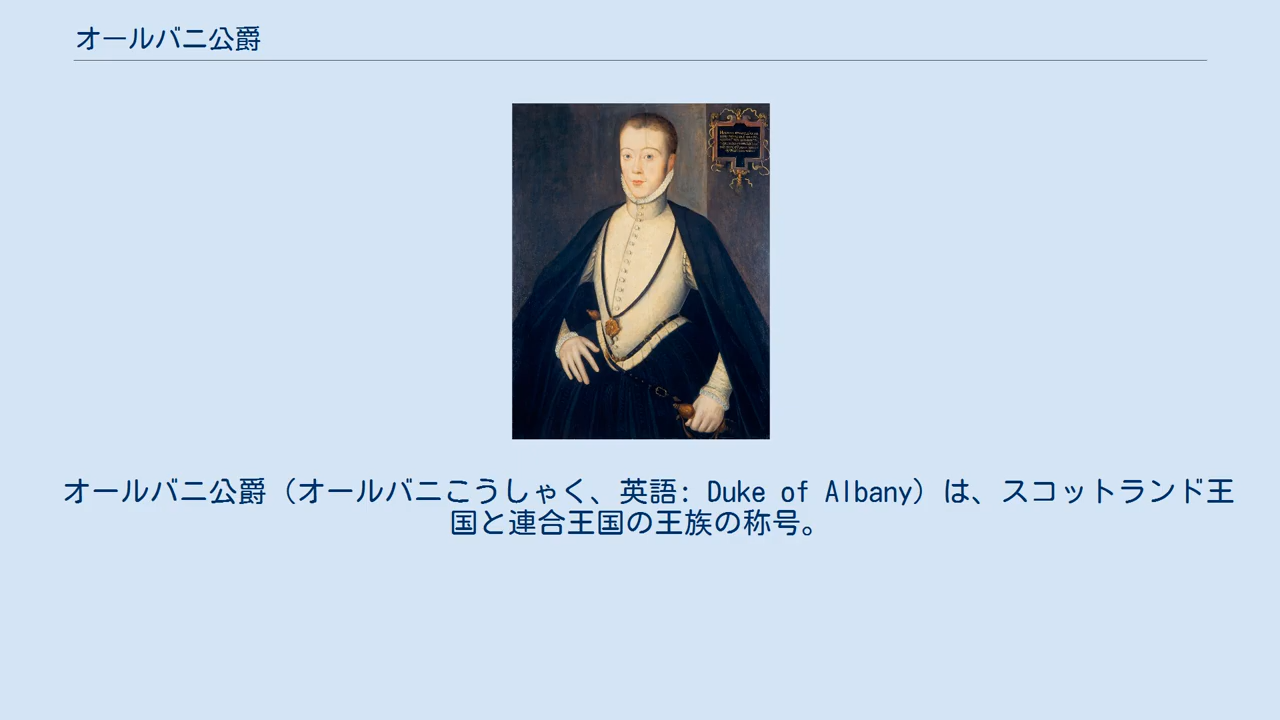 オールバニ公爵
オールバニ公爵（オールバニこうしゃく、英語: Duke of Albany）は、スコットランド王
国と連合王国の王族の称号。